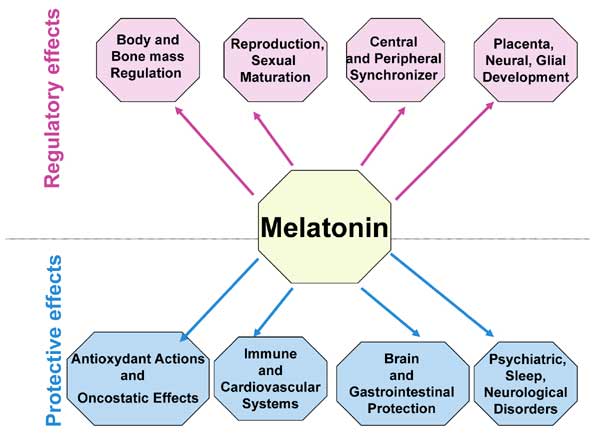 Regulatory effects
Body and
Bone mass
Regulation
Reproduction,
Sexual
Maturation
Central
and Peripheral
Synchronizer
Placenta,
Neural, Glial
Development
Melatonin
Protective effects
Antioxydant Actions
and
Oncostatic Effects
Immune
and
Cardiovascular
Systems
Brain
and
Gastrointestinal
Protection
Psychiatric,
Sleep,
Neurological
Disorders